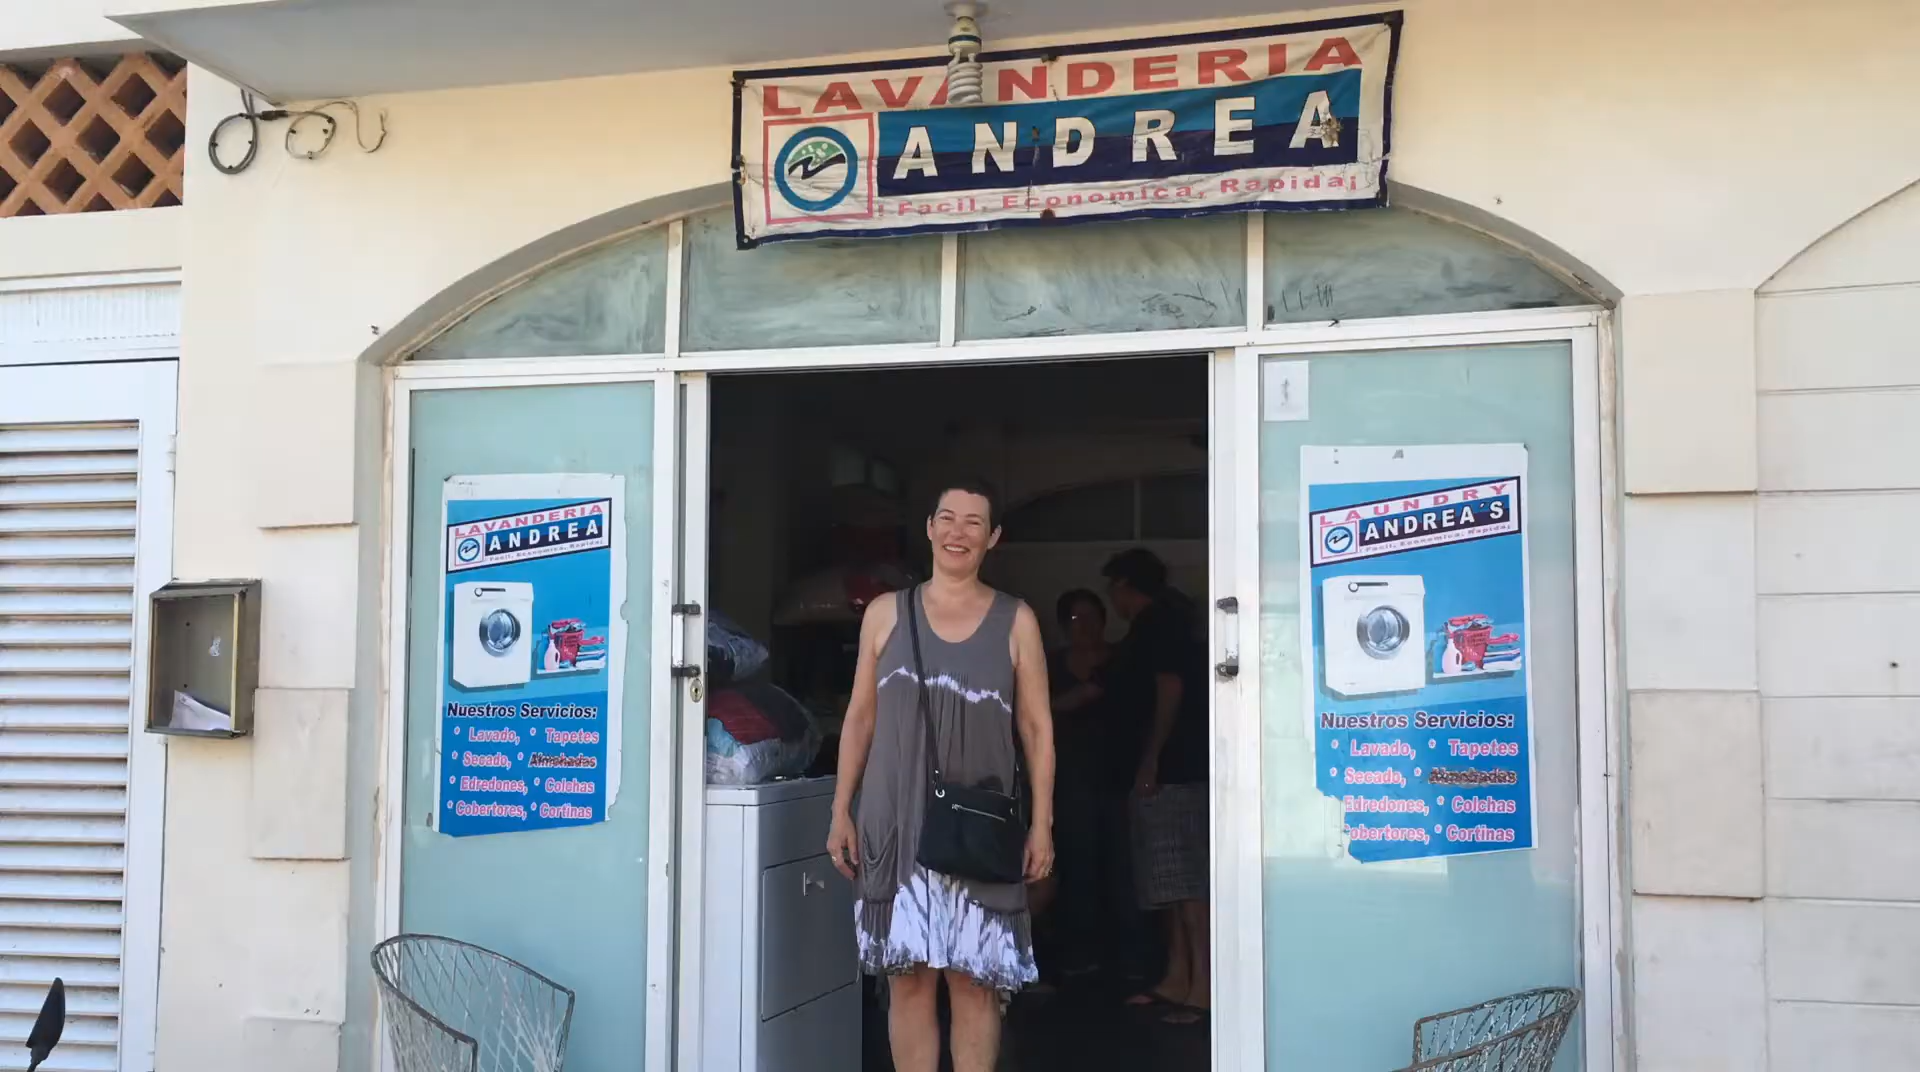 LAVANDERIA
ANDREA
! Facil, Economica, Rapida¡
LAVANDERIA
ANDREA
! Facil, Economica, Rapida¡
Nuestros Servicios:
* Lavado, * Tapetes
* Secado, * Almohadas
* Edredones, * Colchas
* Cobertores, * Cortinas
LAUNDRY
ANDREA´S
! Facil, Economica, Rapida¡
Nuestros Servicios:
* Lavado, * Tapetes
* Secado, * Almohadas
Edredones, * Colchas
obertores, * Cortinas